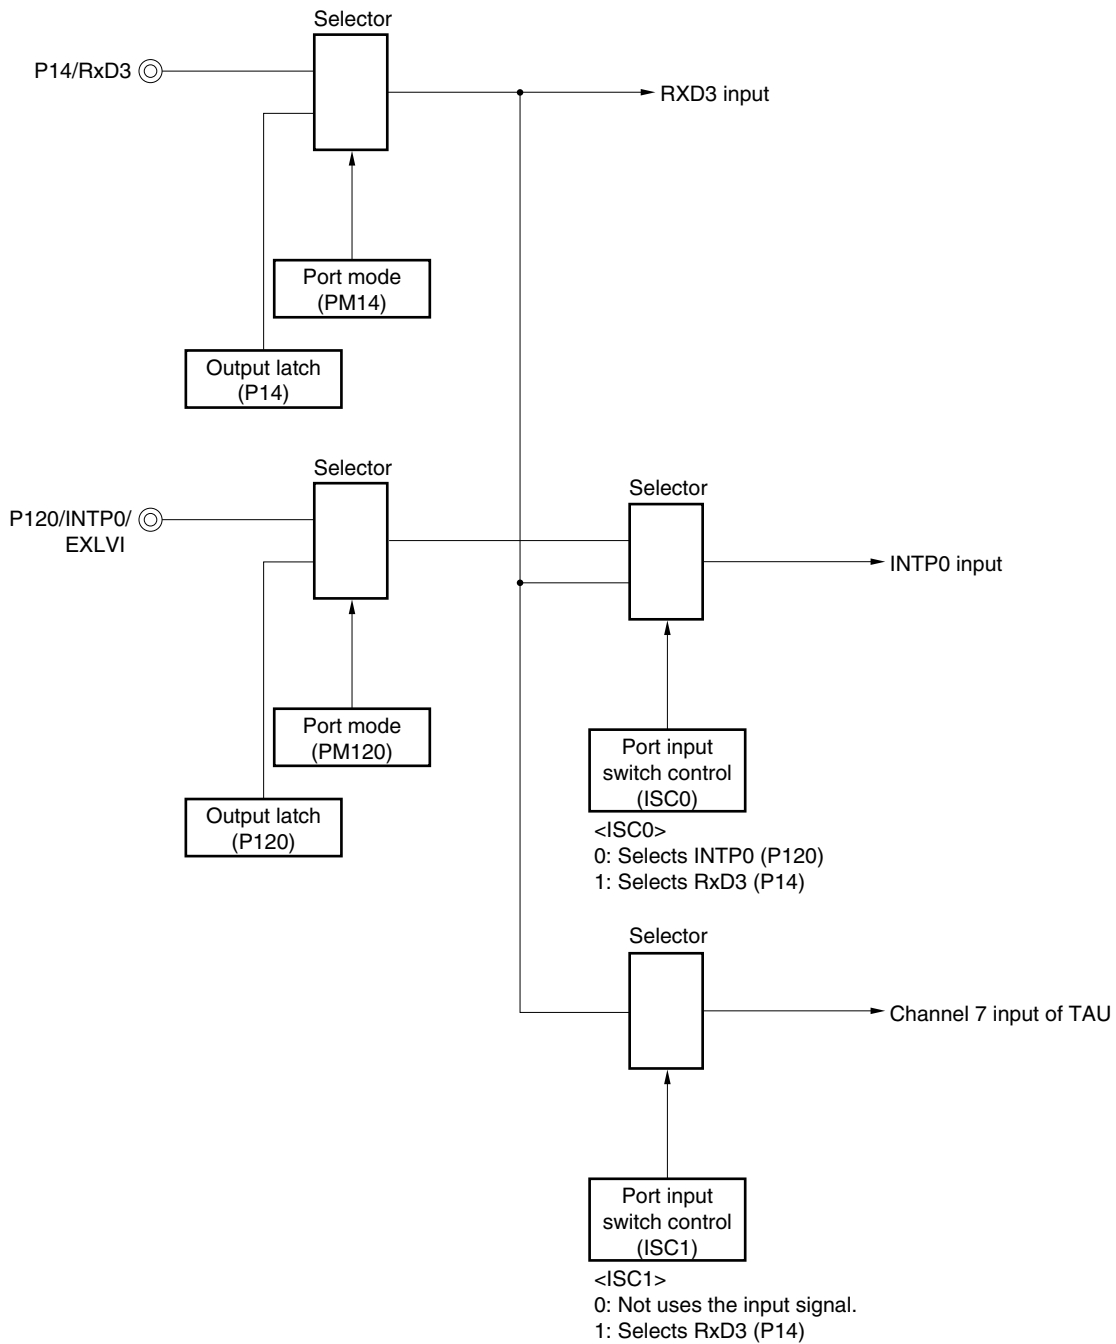 Selector
P14/RxD3
RXD3 input
Port mode
(PM14)
Output latch
(P14)
Selector
P120/INTP0/
EXLVI
Selector
INTP0 input
Port mode
(PM120)
Port input
switch control
(ISC0)
Output latch
(P120)
<ISC0>
0: Selects INTP0 (P120)
1: Selects RxD3 (P14)
Selector
Channel 7 input of TAU
Port input
switch control
(ISC1)
<ISC1>
0: Not uses the input signal.
1: Selects RxD3 (P14)